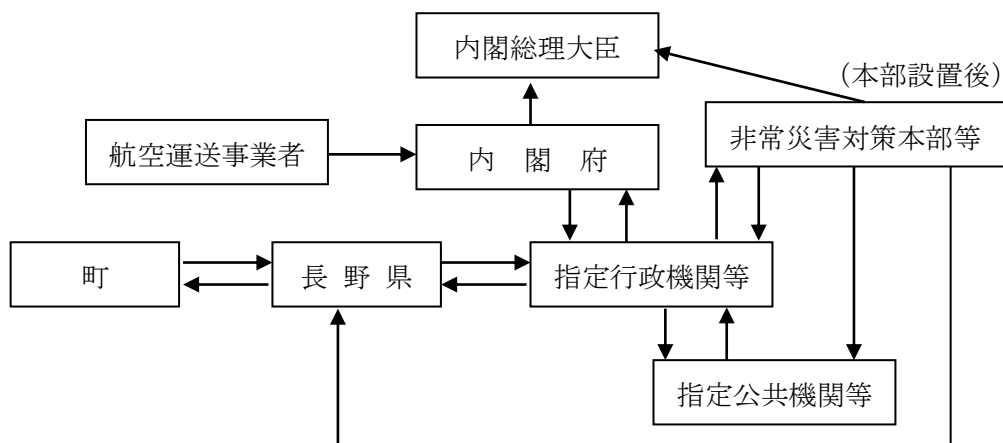 内閣総理大臣
（本部設置後）
非常災害対策本部等
航空運送事業者
内　閣　府
町
長 野 県
指定行政機関等
指定公共機関等